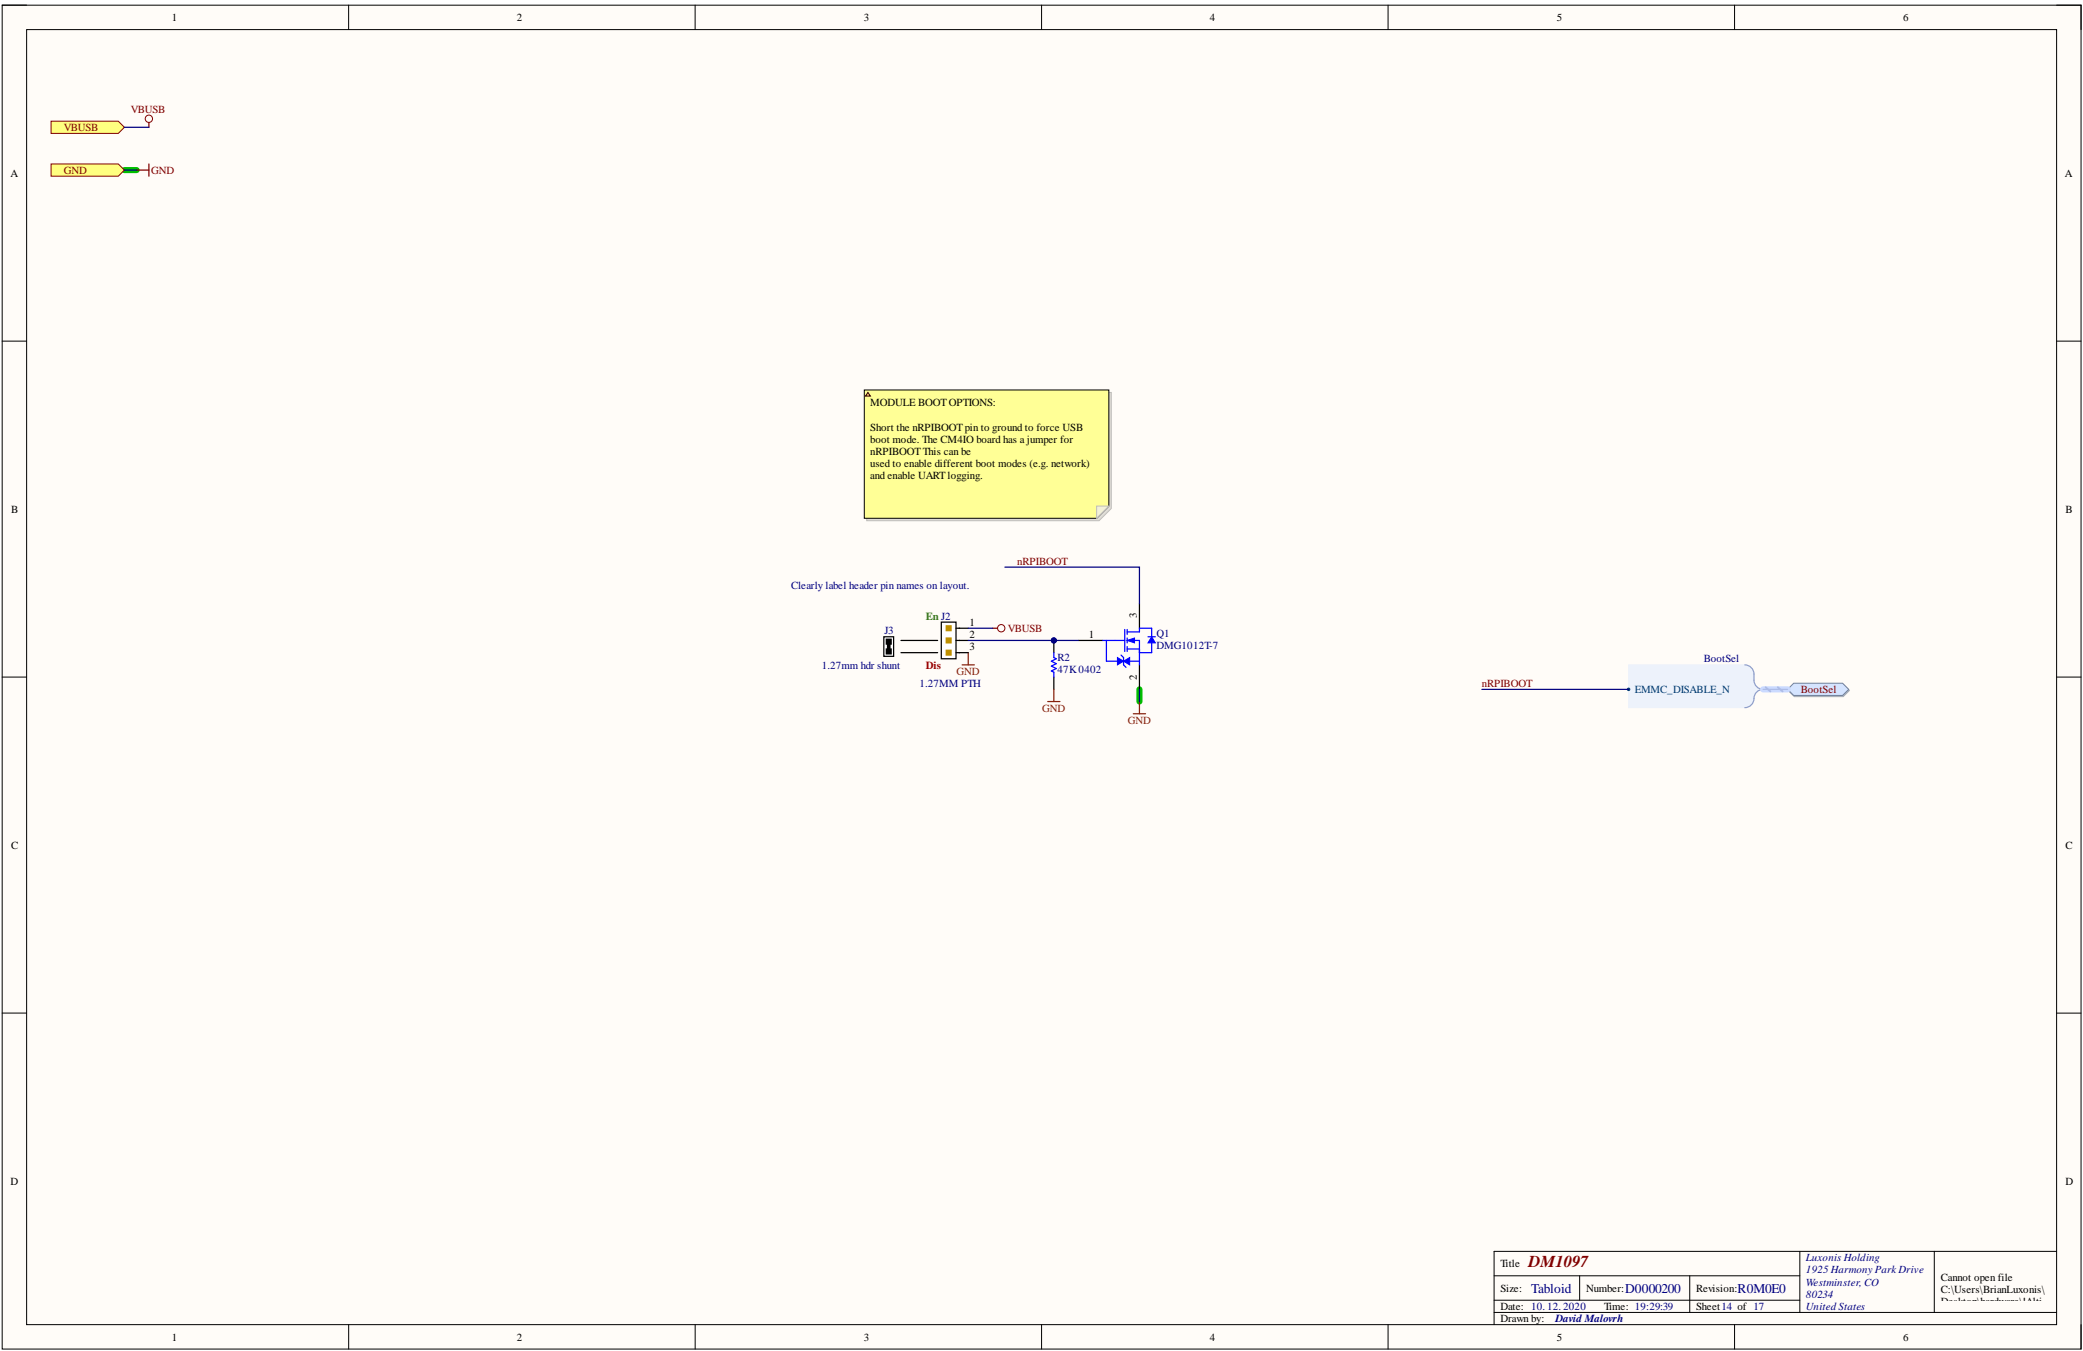 1 2 3 4 5 6
A A
B B
C C
D D
VBUSB
VBUSB
GND GND
MODULE BOOT OPTIONS:
Short the nRPIBOOT pin to ground to force USB
boot mode. The CM4IO board has a jumper for
nRPIBOOT This can be
used to enable different boot modes (e.g. network)
and enable UART logging.
nRPIBOOT
Clearly label header pin names on layout.
En J2
J3
1
2
3
VBUSB
1
3
2
Q1
DMG1012T-7
1.27mm hdr shunt
Dis
GND
1.27MM PTH
R2
47K 0402
GND
GND
BootSel
nRPIBOOT
EMMC_DISABLE_N
BootSel
Title DM1097
Size: Tabloid Number: D0000200 Revision: R0M0E0
Date: 10. 12. 2020 Time: 19:29:39 Sheet 14 of 17
Drawn by: David Malovrh
Luxonis Holding
1925 Harmony Park Drive
Westminster, CO
80234
United States
Cannot open file
C:\Users\BrianLuxonis\
1 2 3 4 5 6